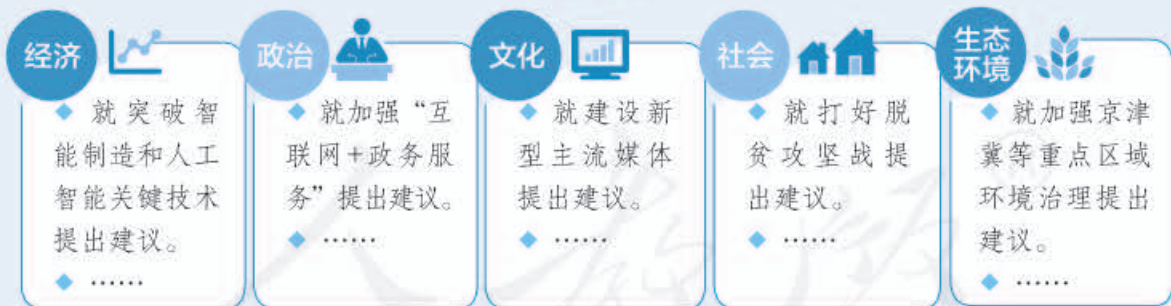 经济
◆ 就突破智
能制造和人工
智能关键技术
提出建议。
◆ ……
政治
◆ 就加强“互
联网+政务服
务”提出建议。
◆ ……
文化
◆ 就建设新
型主流媒体
提出建议。
◆ ……
社会
◆ 就打好脱
贫攻坚战提
出建议。
◆ ……
生态
环境
◆ 就加强京津
冀等重点区域
环境治理提出
建议。
◆ ……